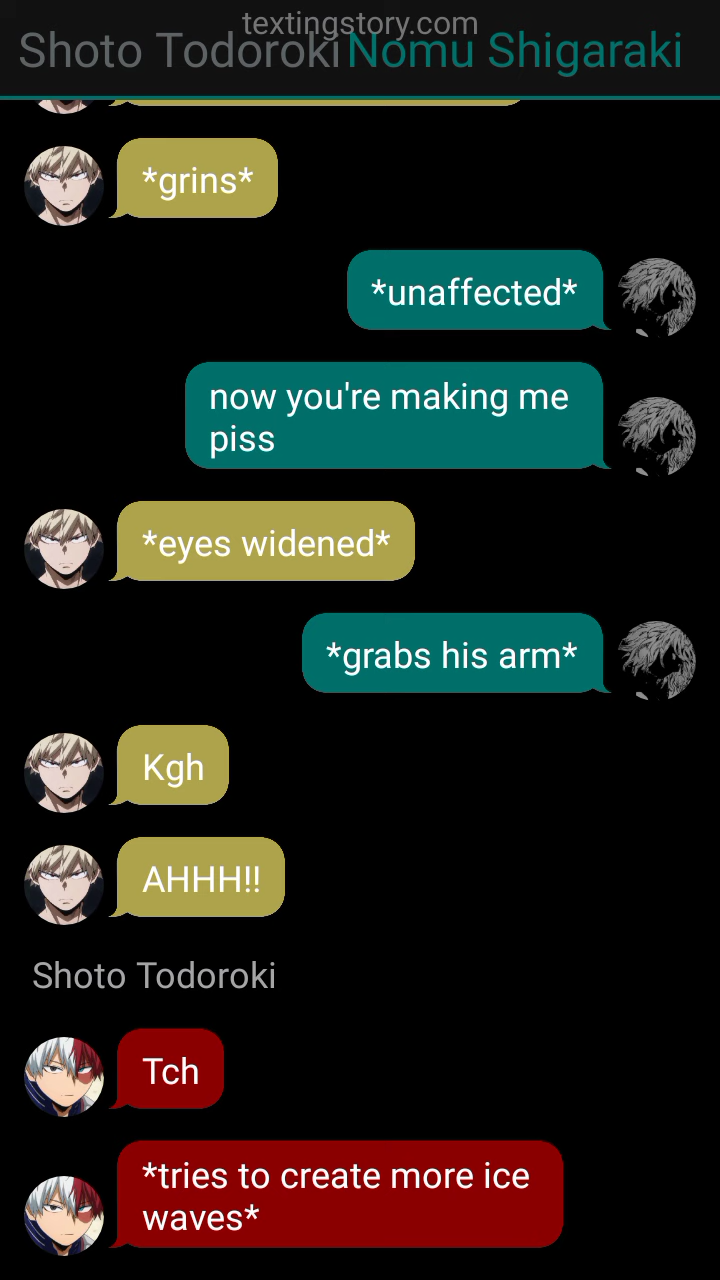 textingstory.com
Shoto Todoroki Nomu Shigaraki
*grins*
*unaffected*
now you're making me
piss
*eyes widened*
*grabs his arm*
Kgh
AHHH!!
Shoto Todoroki
Tch
*tries to create more ice
waves*